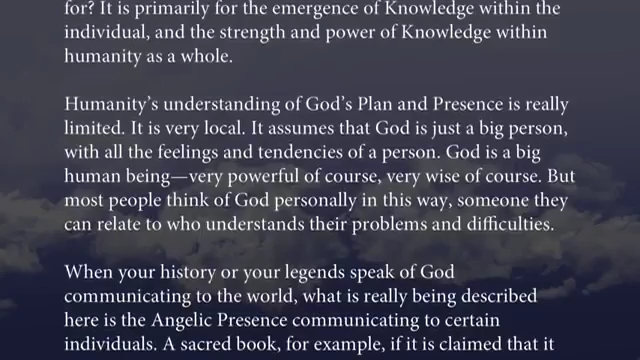 for? It is primarily for the emergence of Knowledge within the
individual, and the strength and power of Knowledge within
humanity as a whole.
Humanity's understanding of God's Plan and Presence is really
limited. It is very local. It assumes that God is just a big person,
with all the feelings and tendencies of a person. God is a big
human being—very powerful of course, very wise of course. But
most people think of God personally in this way, someone they
can relate to who understands their problems and difficulties.
When your history or your legends speak of God
communicating to the world, what is really being described
here is the Angelic Presence communicating to certain
individuals. A sacred book, for example, if it is claimed that it